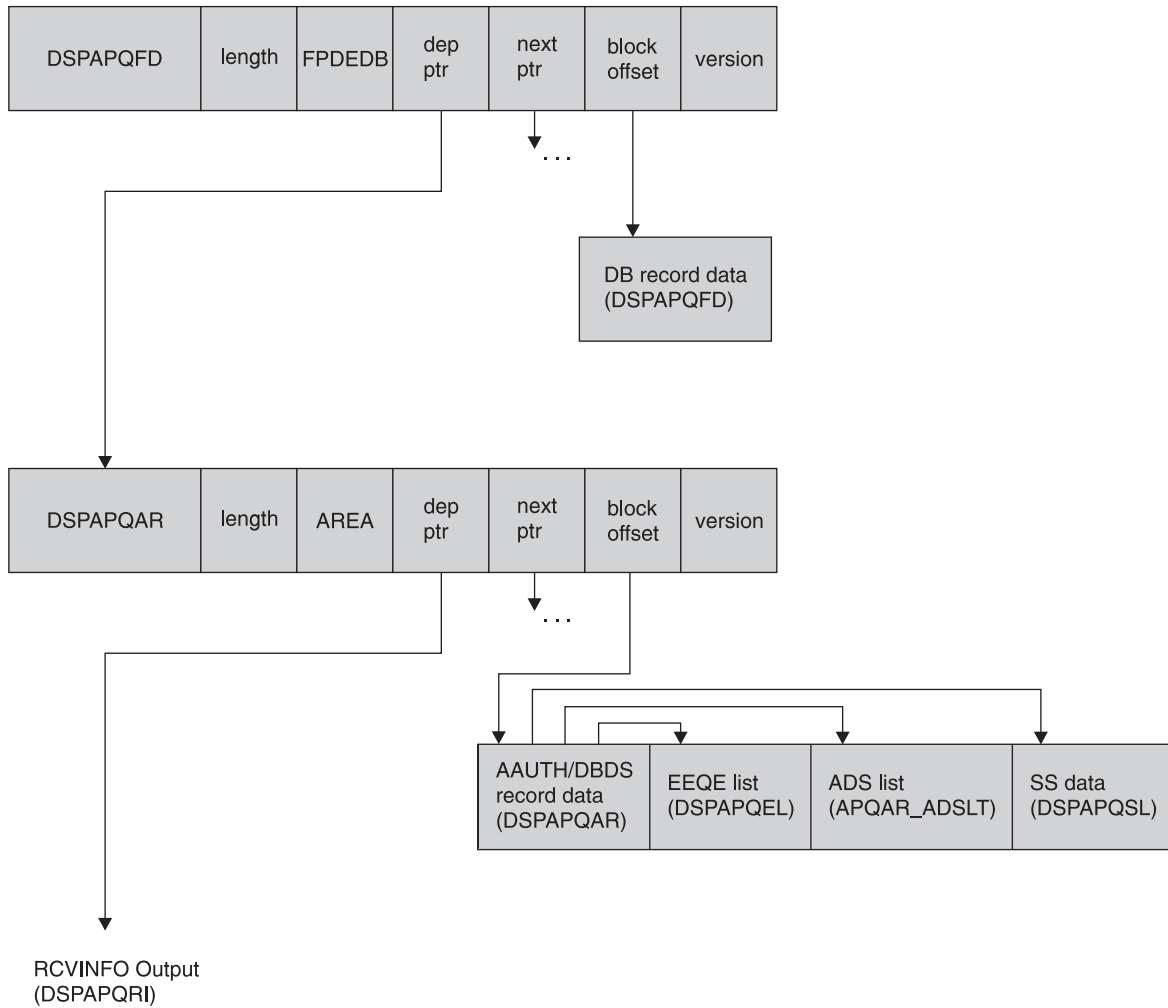 DSPAPQFD
length
FPDEDB
dep
ptr
next
ptr
block
offset
version
. . .
DB record data
(DSPAPQFD)
DSPAPQAR
length
AREA
dep
ptr
next
ptr
block
offset
version
. . .
AAUTH/DBDS
record data
(DSPAPQAR)
EEQE list
(DSPAPQEL)
ADS list
(APQAR_ADSLT)
SS data
(DSPAPQSL)
RCVINFO Output
(DSPAPQRI)